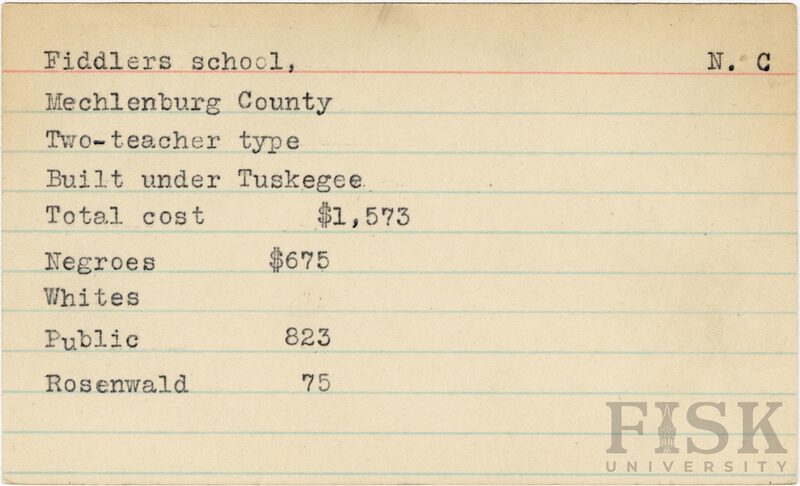 Fiddlers school, N. C
Mechlenburg County
Two-teacher type
Built under Tuskegee
Total cost $1,573
Negroes $675
Whites
Public 823
Rosenwald 75
FISK
UNIVERSITY